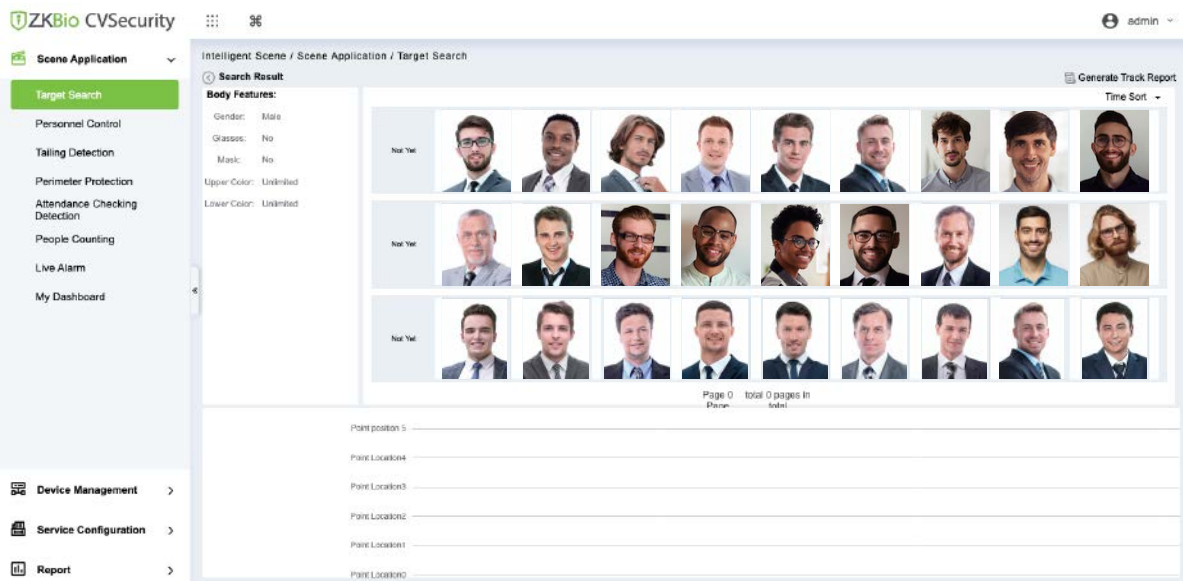 ZKBio CVSecurity
admin
Scene Application
Target Search
Personnel Control
Tailing Detection
Perimeter Protection
Attendance Checking
Detection
People Counting
Live Alarm
My Dashboard
Device Management
Service Configuration
Report
Intelligent Scene / Scene Application / Target Search
Search Result
Generate Track Report
Body Features:
Gender: Male
Glasses: No
Mask: No
Upper Color: Unlimited
Lower Color: Unlimited
Time Sort
Not Yet
Not Yet
Not Yet
Page 0 total 0 pages in
Page total
Point position 5
Point Location4
Point Location3
Point Location2
Point Location1
Point Location0